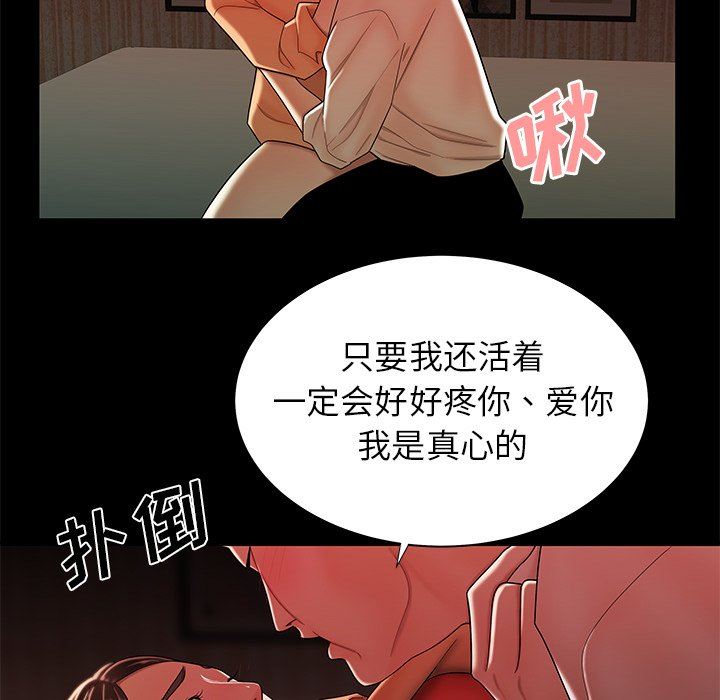 啾
只要我还活着
一定会好好疼你、爱你
我是真心的
扑倒